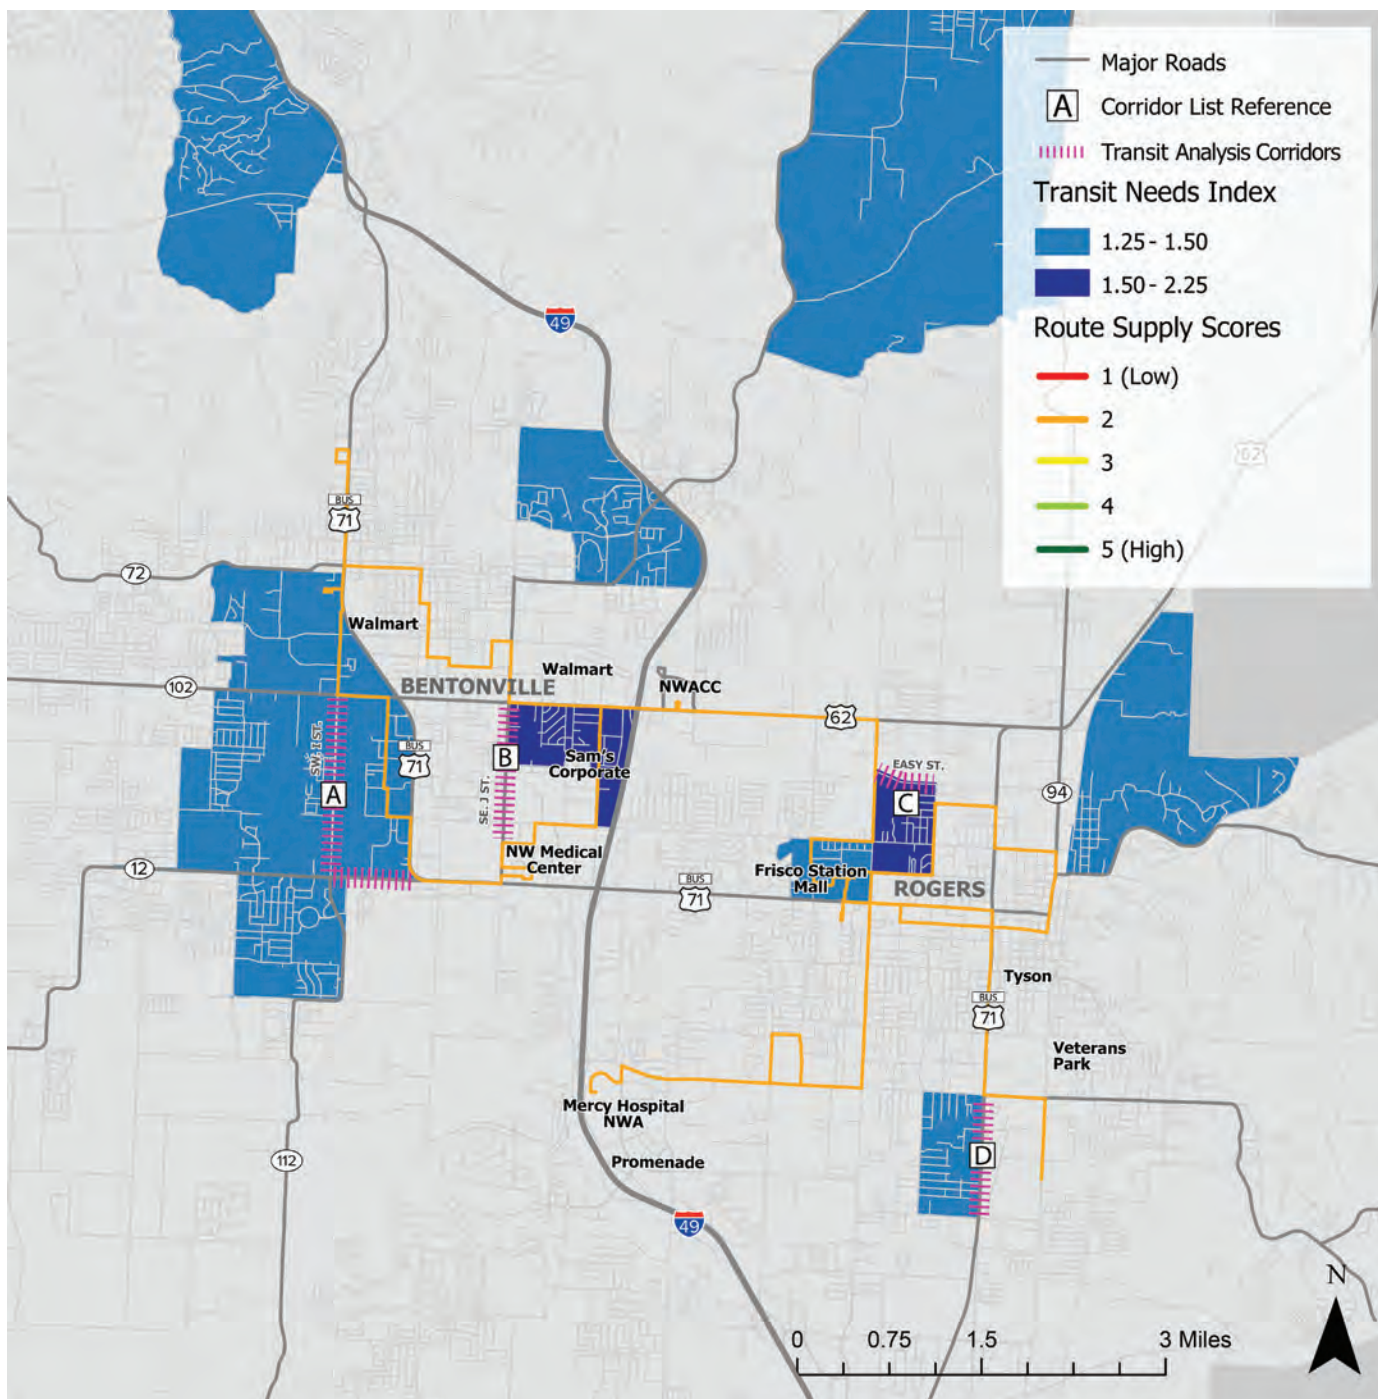 Major Roads
A Corridor List Reference
Transit Analysis Corridors
Transit Needs Index
1.25 - 1.50
1.50 - 2.25
Route Supply Scores
1 (Low)
2
3
4
5 (High)
49
62
BUS
71
72
Walmart
Walmart
102
BENTONVILLE
NWACC
62
SW. I ST.
BUS
71
B
Sam's
Corporate
EASY ST.
A
SE. J ST.
C
94
12
NW Medical
Center
Frisco Station
Mall
BUS
71
ROGERS
Tyson
BUS
71
Veterans
Park
Mercy Hospital
NWA
112
Promenade
D
49
N
0 0.75 1.5 3 Miles